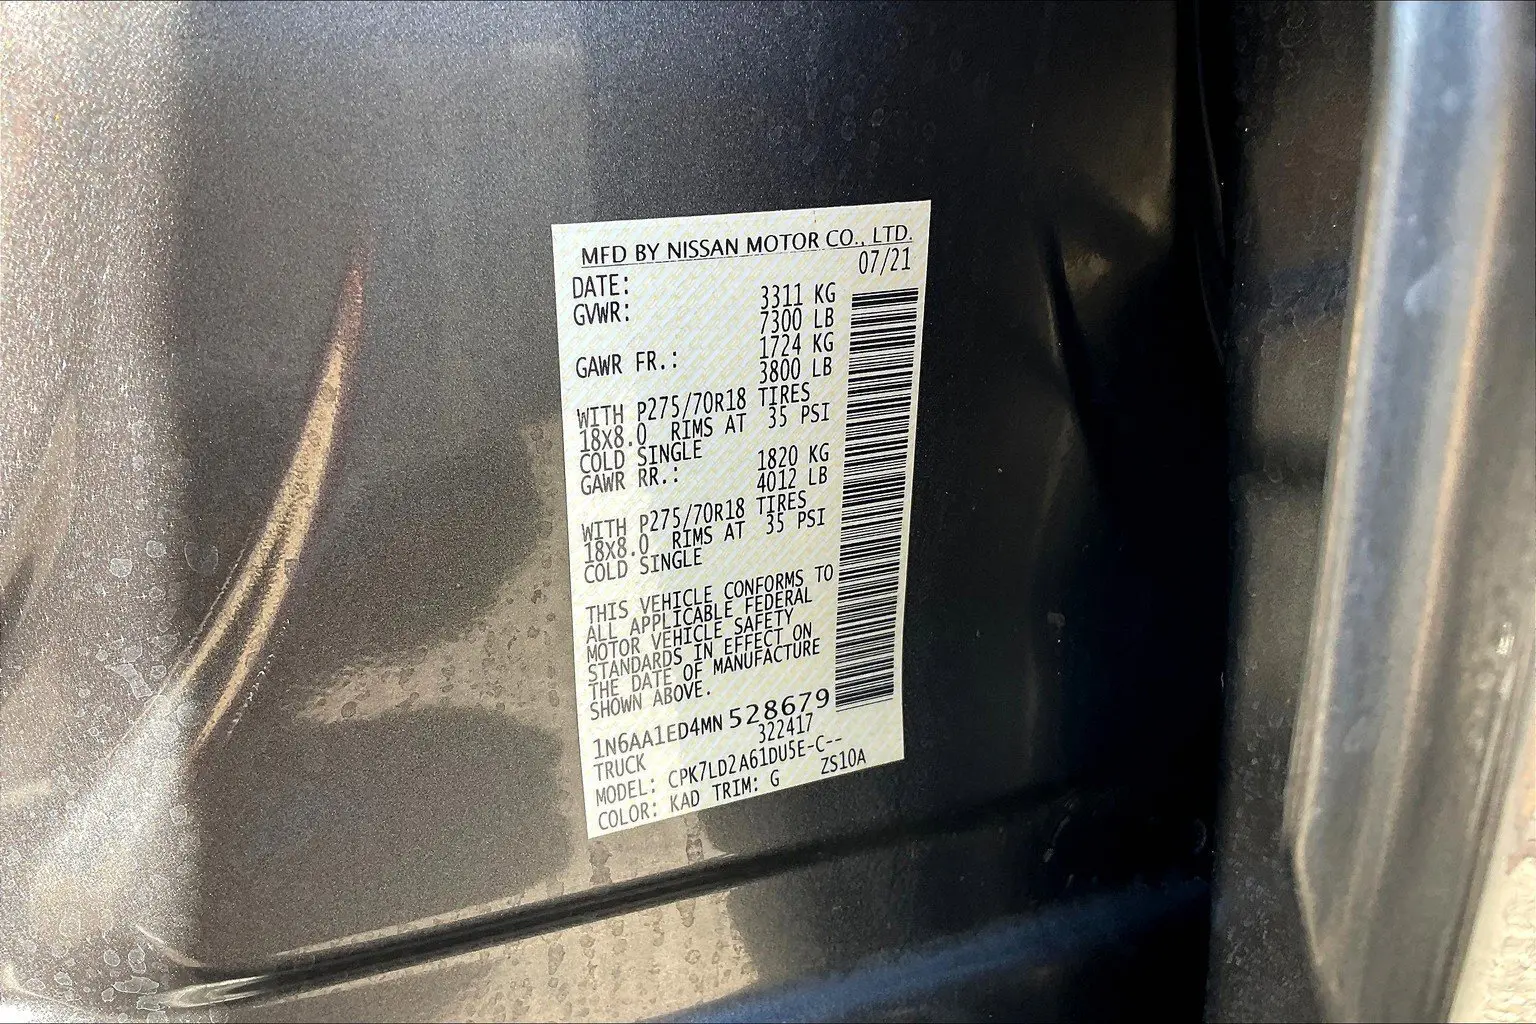 MFD BY NISSAN MOTOR CO., LTD.
DATE: 07/21
GVWR: 3311 KG
7300 LB
GAWR FR.: 1724 KG
3800 LB
WITH P275/70R18 TIRES
18X8.0 RIMS AT 35 PSI
COLD SINGLE
GAWR RR.: 1820 KG
4012 LB
WITH P275/70R18 TIRES
18X8.0 RIMS AT 35 PSI
COLD SINGLE
THIS VEHICLE CONFORMS TO
ALL APPLICABLE FEDERAL
MOTOR VEHICLE SAFETY
STANDARDS IN EFFECT ON
THE DATE OF MANUFACTURE
SHOWN ABOVE.
1N6AA1ED4MN528679
TRUCK 322417
MODEL: CPK7LD2A61DU5E-C--
COLOR: KAD TRIM: G ZS10A